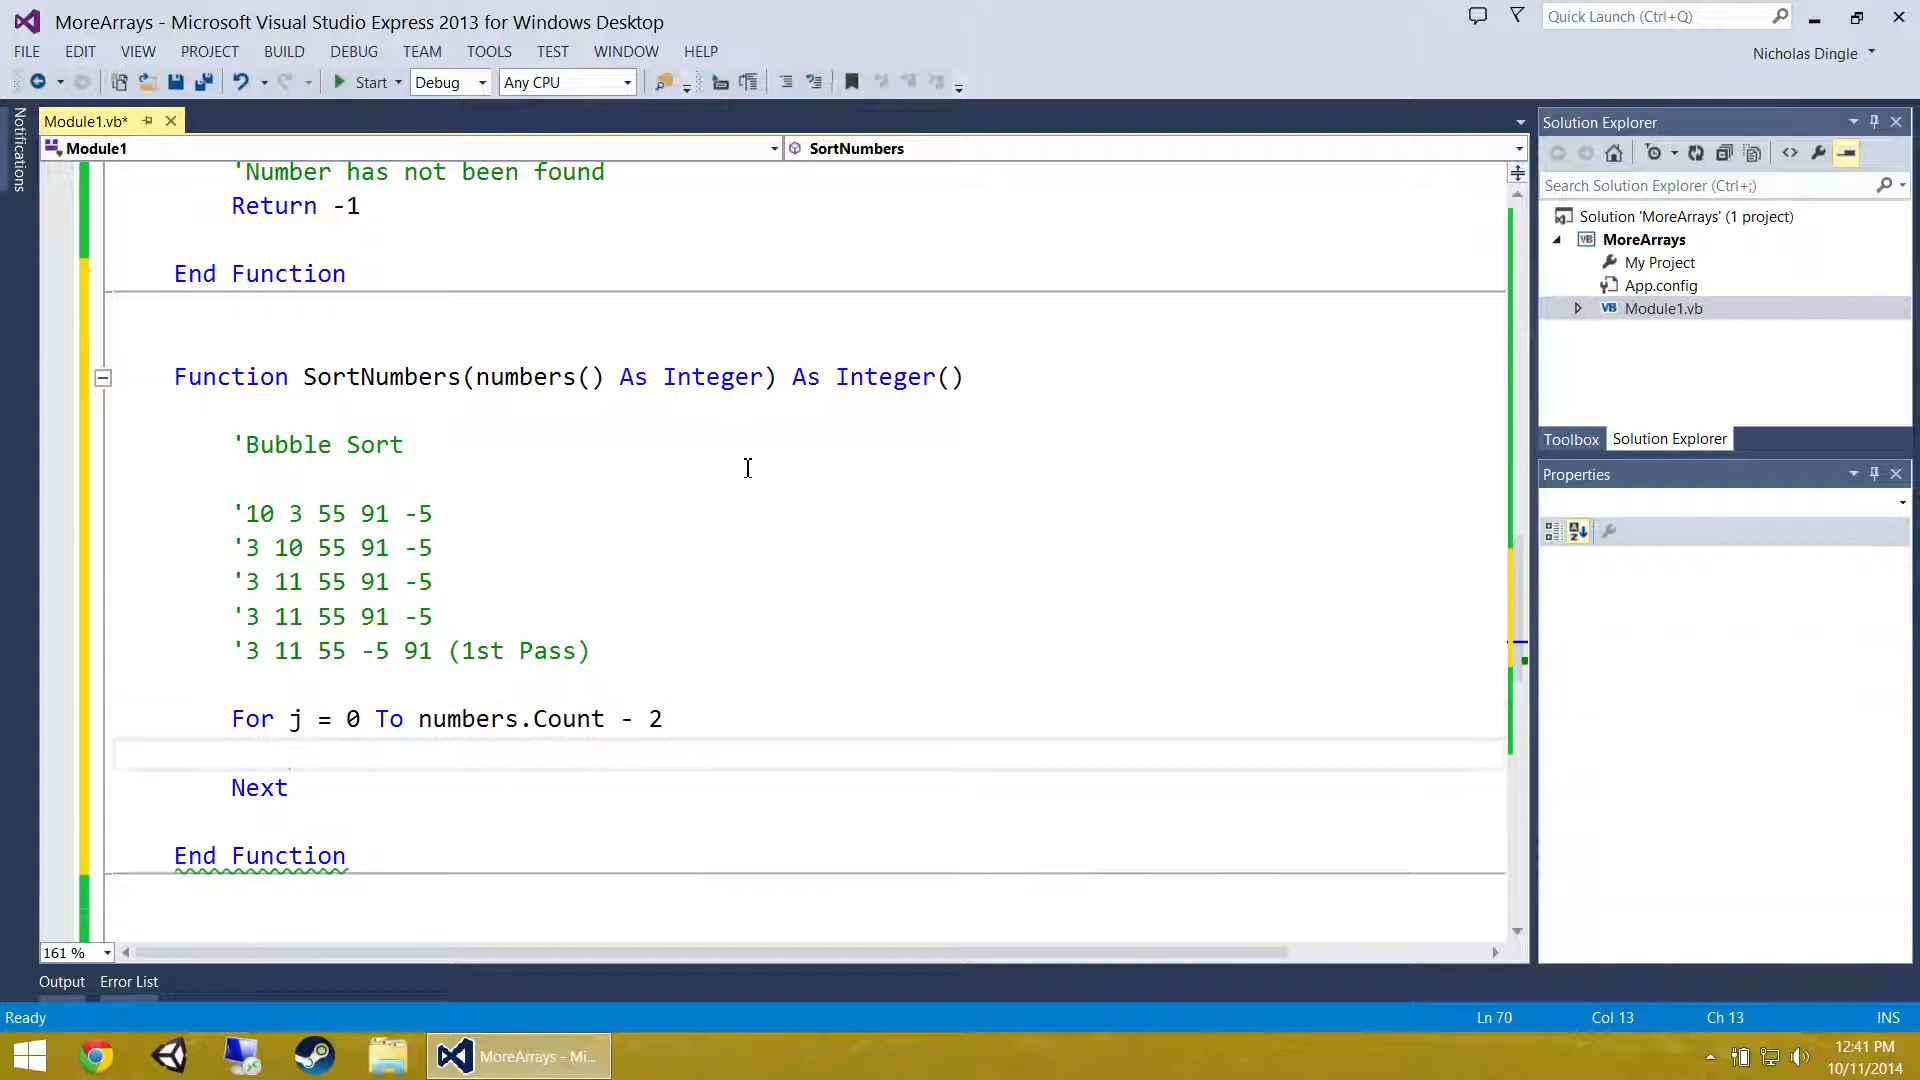 MoreArrays - Microsoft Visual Studio Express 2013 for Windows Desktop
Quick Launch (Ctrl+Q)
FILE EDIT VIEW PROJECT BUILD DEBUG TEAM TOOLS TEST WINDOW HELP
Nicholas Dingle
Start Debug Any CPU
Notifications
Module1.vb*
Module1
SortNumbers
'Number has not been found
Return -1
End Function
Function SortNumbers(numbers() As Integer) As Integer()
'Bubble Sort
'10 3 55 91 -5
'3 10 55 91 -5
'3 11 55 91 -5
'3 11 55 91 -5
'3 11 55 -5 91 (1st Pass)
For j = 0 To numbers.Count - 2
Next
End Function
161 %
Solution Explorer
Search Solution Explorer (Ctrl+;)
Solution 'MoreArrays' (1 project)
VB MoreArrays
My Project
App.config
VB Module1.vb
Toolbox Solution Explorer
Properties
Output Error List
Ready
Ln 70 Col 13 Ch 13 INS
MoreArrays - Mi...
12:41 PM
10/11/2014